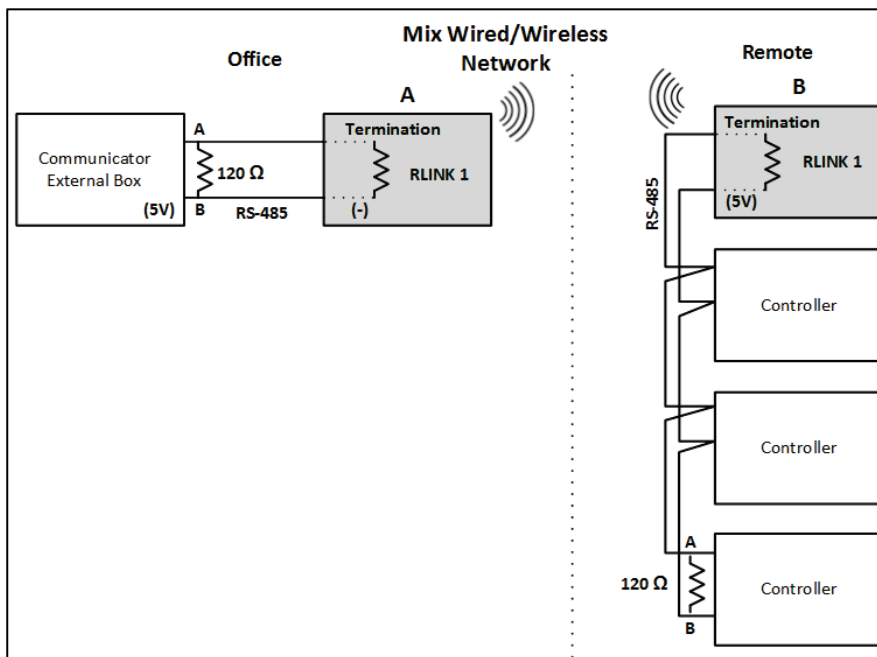 Mix Wired/Wireless
Network
Office
Remote
A
B
Communicator
External Box
(5V)
A
120 Ω
B
RS-485
Termination
RLINK 1
(-)
Termination
RLINK 1
(5V)
RS-485
Controller
Controller
A
120 Ω
B
Controller